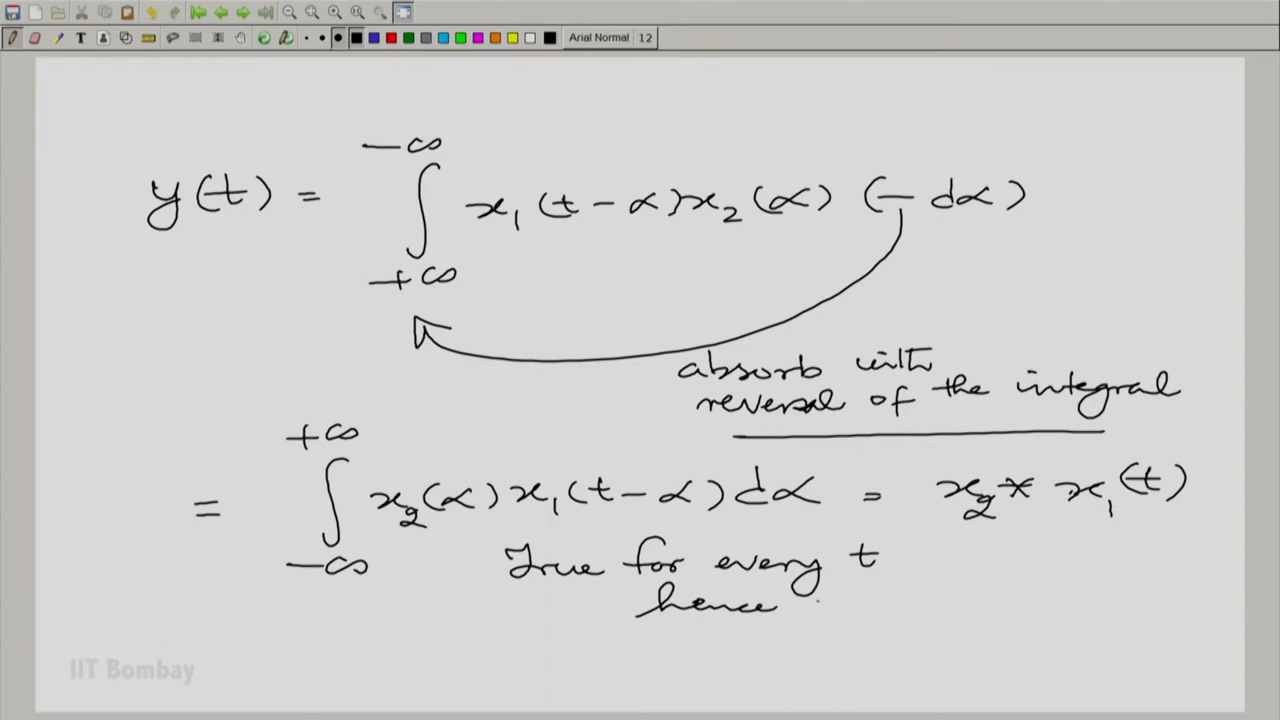 T Arial Normal 12
−∞
y(t) = ∫ x₁(t−α)x₂(α) (−dα)
+∞
absorb with
reversal of the integral
+∞
= ∫ x₂(α)x₁(t−α)dα = x₂ * x₁(t)
−∞
True for every t
hence
IIT Bombay